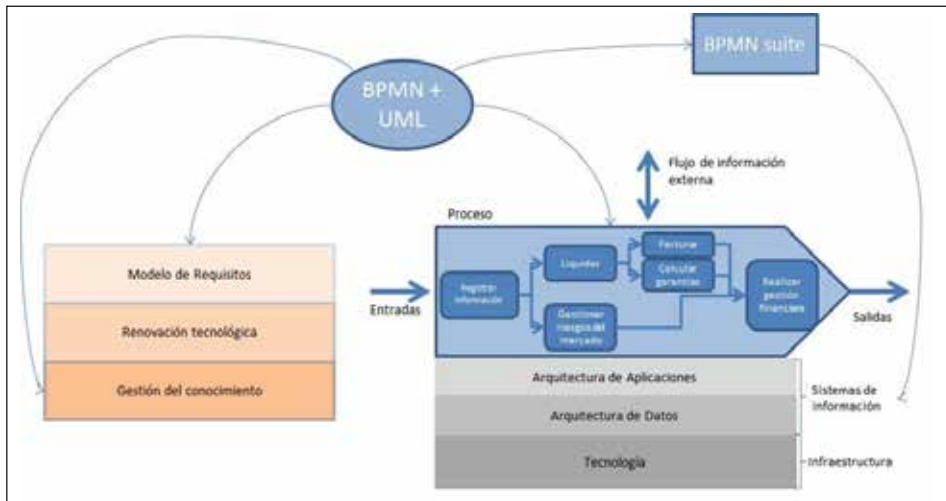 BPMN suite
BPMN +
UML
Flujo de información
externa
Proceso
Modelo de Requisitos
Renovación tecnológica
Gestión del conocimiento
Entradas
Registrar
información
Liquidar
Gestionar
riesgos del
mercado
Facturar
Calcular
garantías
Realizar
gestión
financiera
Salidas
Arquitectura de Aplicaciones
Arquitectura de Datos
Tecnología
Sistemas de
información
Infraestructura